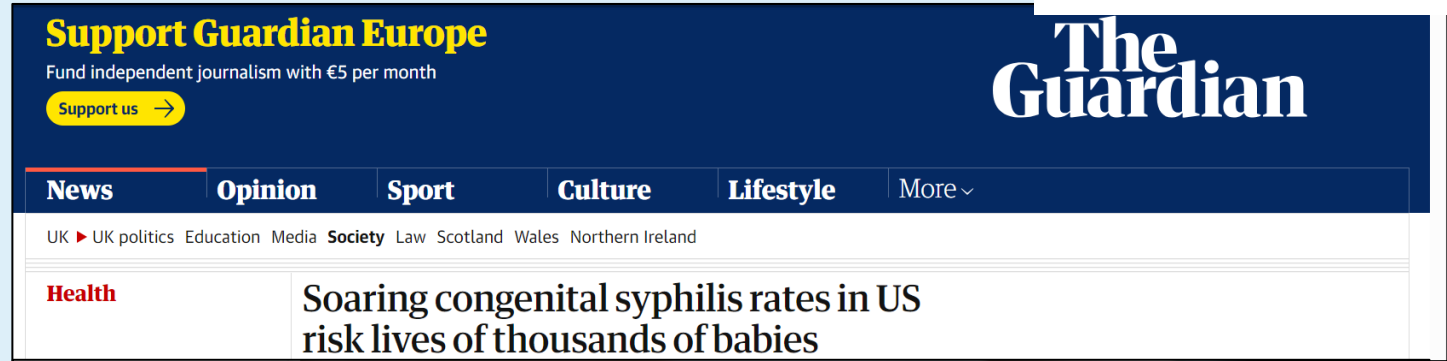 Support Guardian Europe
Fund independent journalism with €5 per month
Support us
The
Guardian
News Opinion Sport Culture Lifestyle More
UK UK politics Education Media Society Law Scotland Wales Northern Ireland
Health
Soaring congenital syphilis rates in US
risk lives of thousands of babies